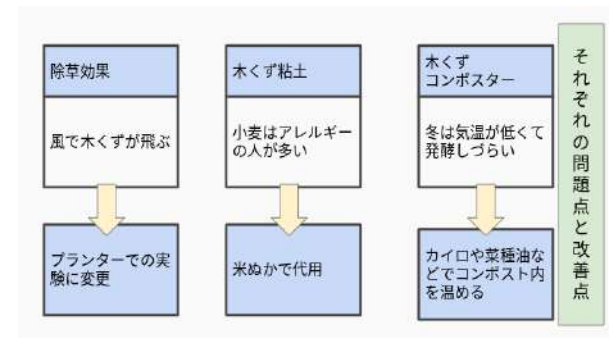 除草効果
風で木くずが飛ぶ
プランターでの実
験に変更
木くず粘土
小麦はアレルギー
の人が多い
米ぬかで代用
木くず
コンポスター
冬は気温が低くて
発酵しづらい
カイロや菜種油な
どでコンポスト内
を温める
それぞれの問題点と改善点